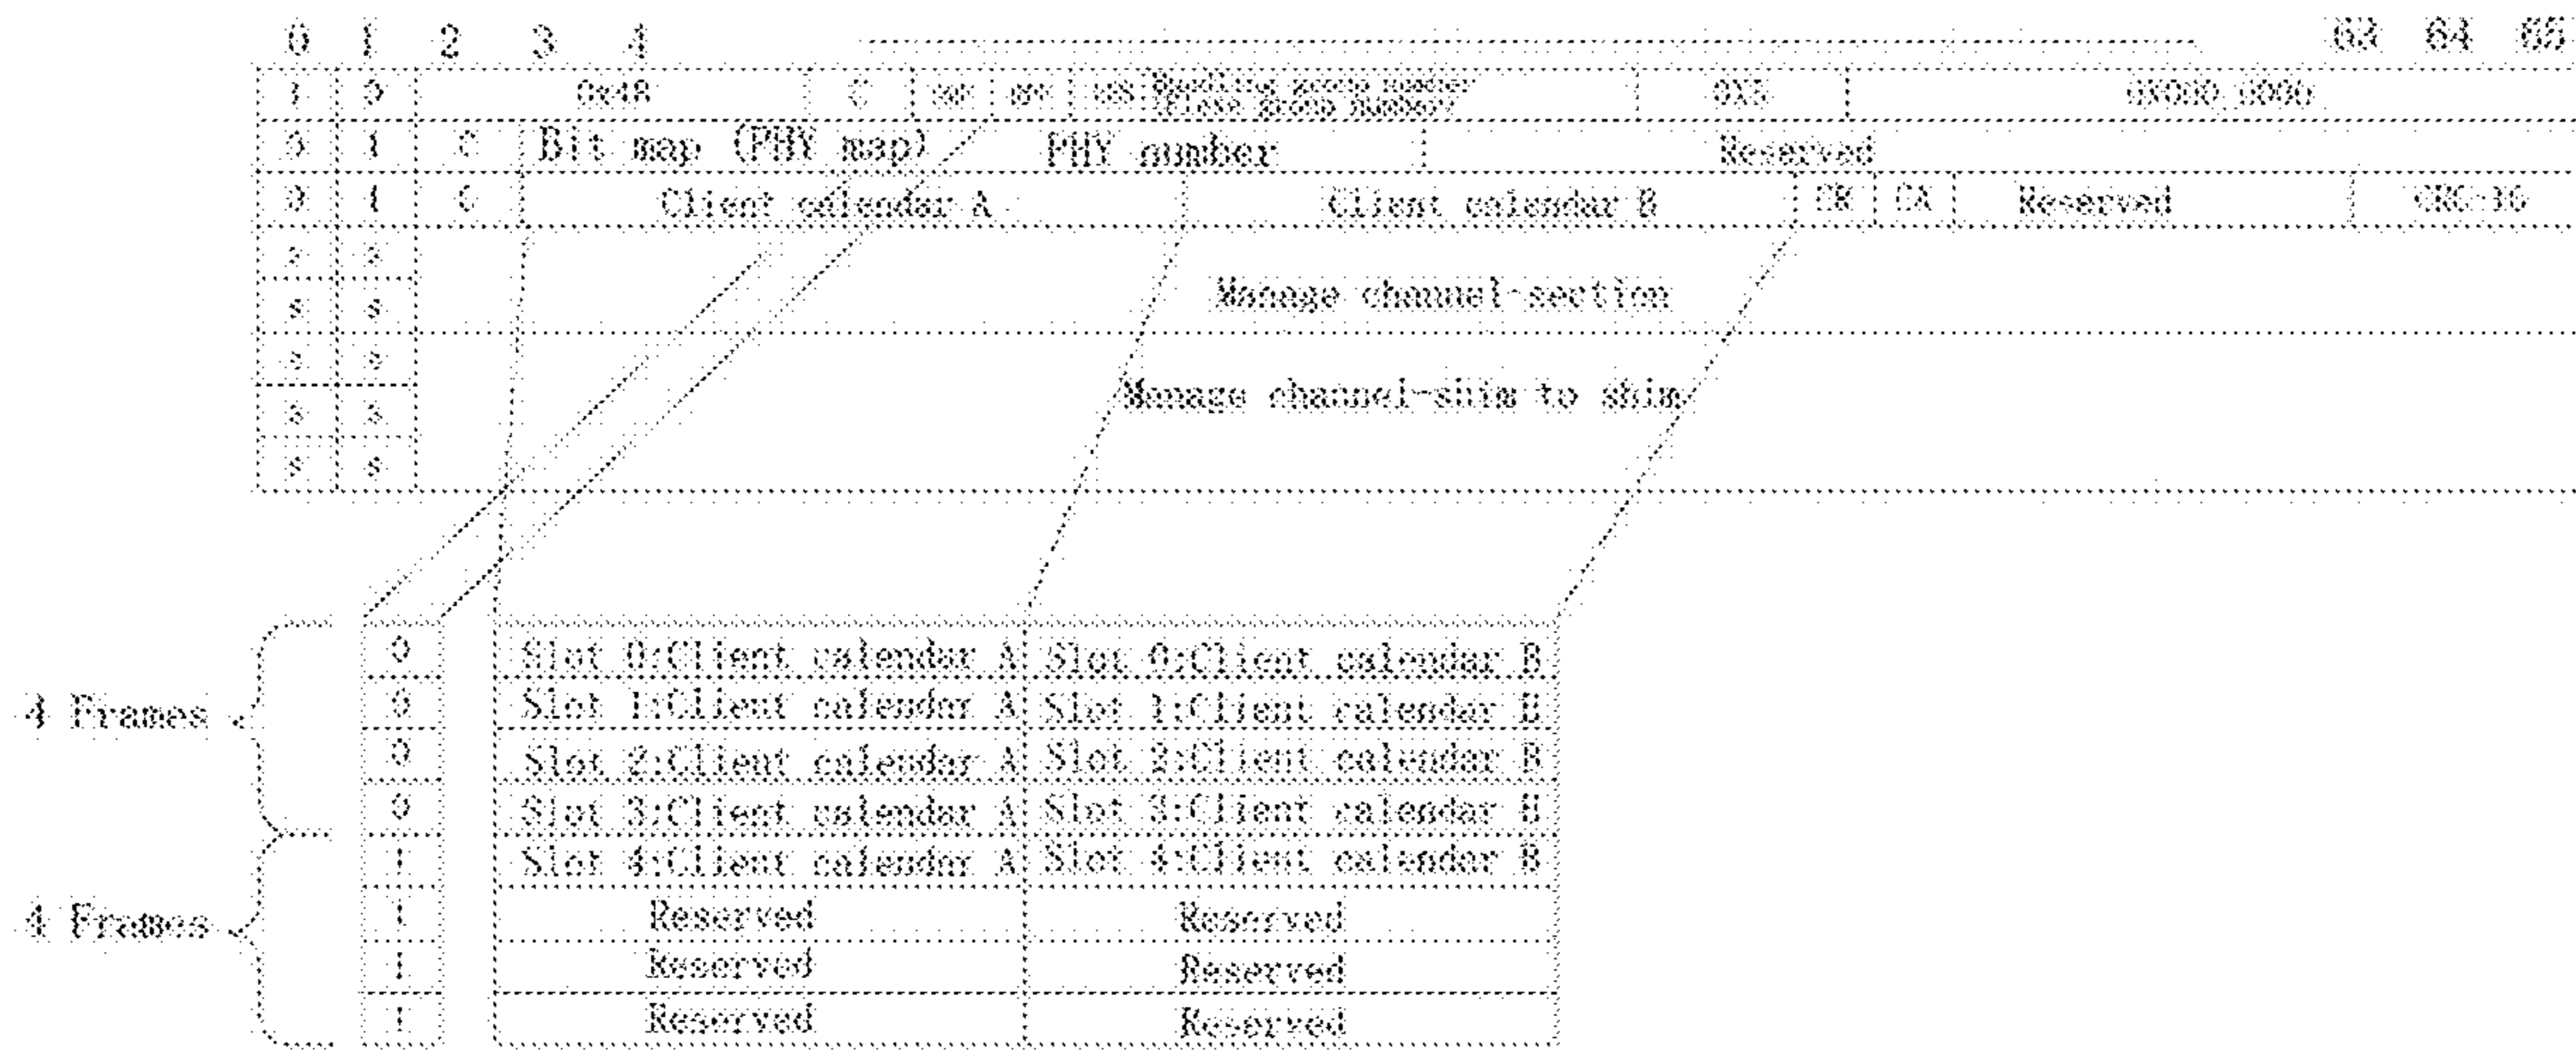 0 1 2 3 4 63 64 65
1 0 0x4B C
0 1 C Bit map (PHY map) PHY number Reserved
0 1 C Client calendar A Client calendar B CR CA Reserved CRC-16
s s
s s Manage channel-section
s s
s s Manage channel-shim to shim
s s
4 Frames
0 Slot 0:Client calendar A Slot 0:Client calendar B
0 Slot 1:Client calendar A Slot 1:Client calendar B
0 Slot 2:Client calendar A Slot 2:Client calendar B
0 Slot 3:Client calendar A Slot 3:Client calendar B
4 Frames
1 Slot 4:Client calendar A Slot 4:Client calendar B
1 Reserved Reserved
1 Reserved Reserved
1 Reserved Reserved